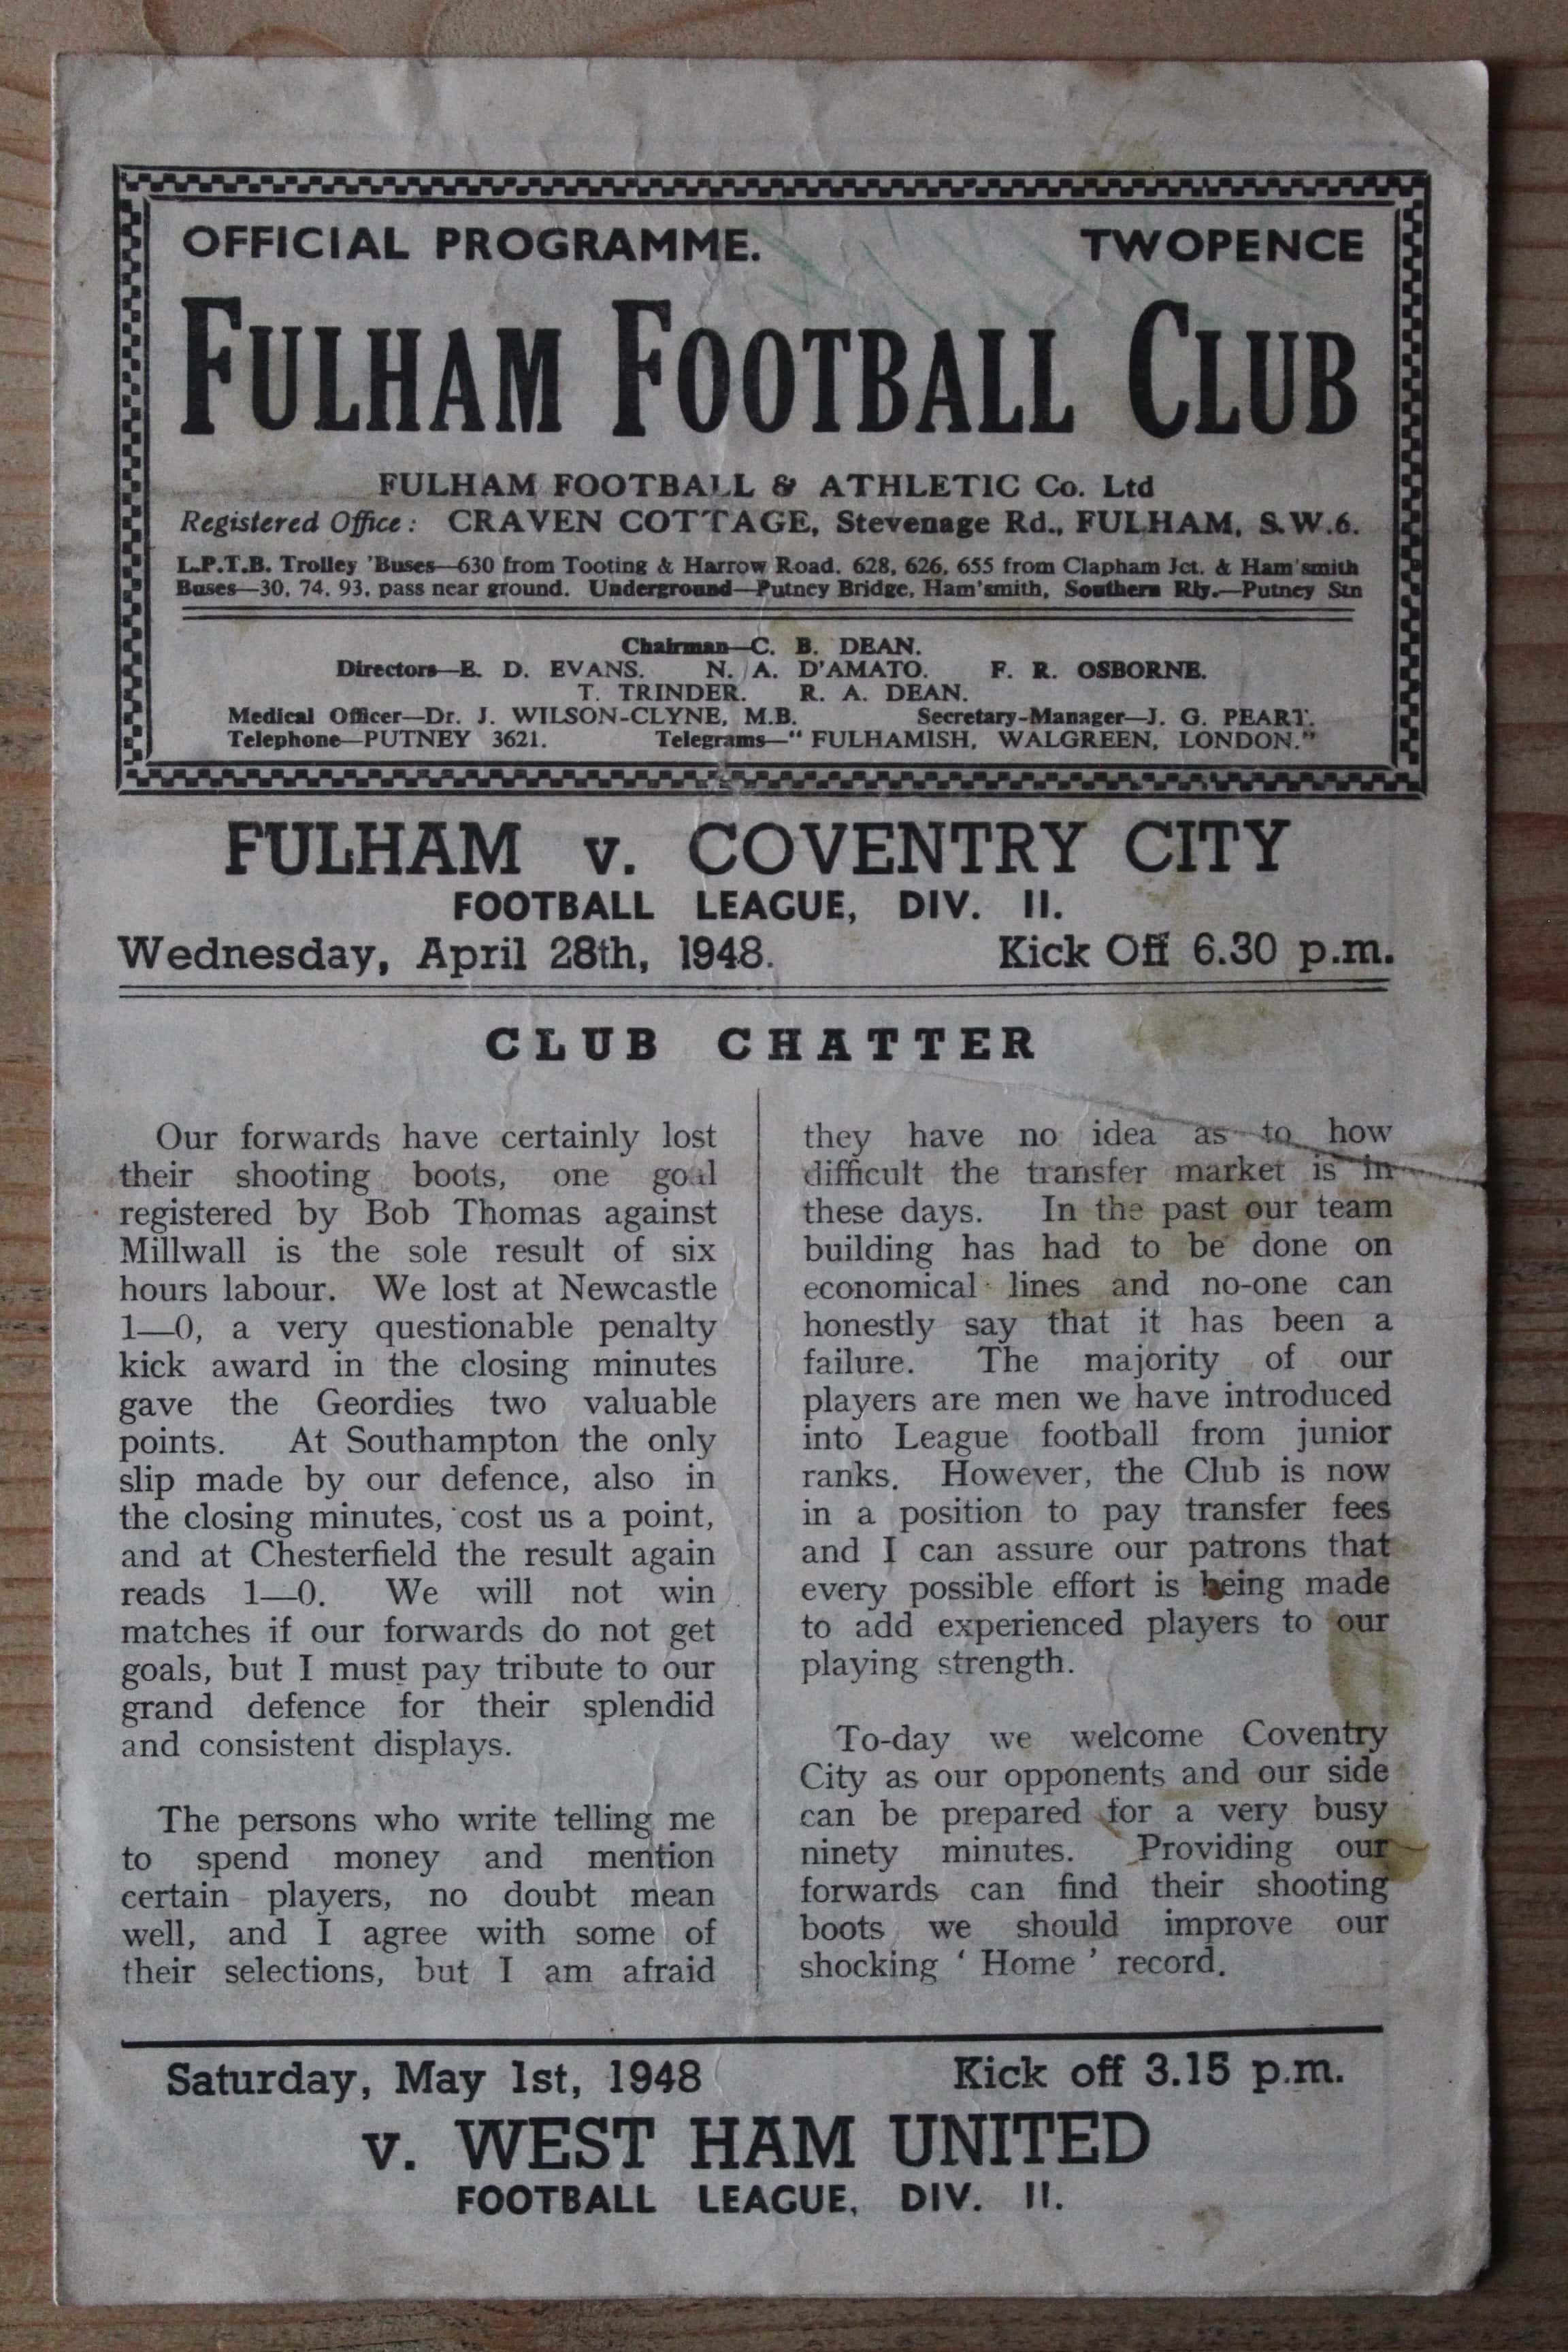 OFFICIAL PROGRAMME. TWOPENCE
FULHAM FOOTBALL CLUB
FULHAM FOOTBALL & ATHLETIC Co. Ltd
Registered Office: CRAVEN COTTAGE, Stevenage Rd., FULHAM, S.W.6.
L.P.T.B. Trolley 'Buses—630 from Tooting & Harrow Road. 628, 626, 655 from Clapham Jct. & Ham'smith
Buses—30, 74, 93, pass near ground. Underground—Putney Bridge, Ham'smith, Southern Rly.—Putney Stn
Chairman—C. B. DEAN.
Directors—E. D. EVANS. N. A. D'AMATO. F. R. OSBORNE.
T. TRINDER. R. A. DEAN.
Medical Officer—Dr. J. WILSON-CLYNE, M.B. Secretary-Manager—J. G. PEART.
Telephone—PUTNEY 3621. Telegrams—" FULHAMISH, WALGREEN, LONDON."
FULHAM v. COVENTRY CITY
FOOTBALL LEAGUE, DIV. II.
Wednesday, April 28th, 1948. Kick Off 6.30 p.m.
CLUB CHATTER
Our forwards have certainly lost
their shooting boots, one goal
registered by Bob Thomas against
Millwall is the sole result of six
hours labour. We lost at Newcastle
1—0, a very questionable penalty
kick award in the closing minutes
gave the Geordies two valuable
points. At Southampton the only
slip made by our defence, also in
the closing minutes, cost us a point,
and at Chesterfield the result again
reads 1—0. We will not win
matches if our forwards do not get
goals, but I must pay tribute to our
grand defence for their splendid
and consistent displays.
The persons who write telling me
to spend money and mention
certain players, no doubt mean
well, and I agree with some of
their selections, but I am afraid
they have no idea as to how
difficult the transfer market is in
these days. In the past our team
building has had to be done on
economical lines and no-one can
honestly say that it has been a
failure. The majority of our
players are men we have introduced
into League football from junior
ranks. However, the Club is now
in a position to pay transfer fees
and I can assure our patrons that
every possible effort is being made
to add experienced players to our
playing strength.
To-day we welcome Coventry
City as our opponents and our side
can be prepared for a very busy
ninety minutes. Providing our
forwards can find their shooting
boots we should improve our
shocking ' Home ' record.
Saturday, May 1st, 1948 Kick off 3.15 p.m.
v. WEST HAM UNITED
FOOTBALL LEAGUE, DIV. II.